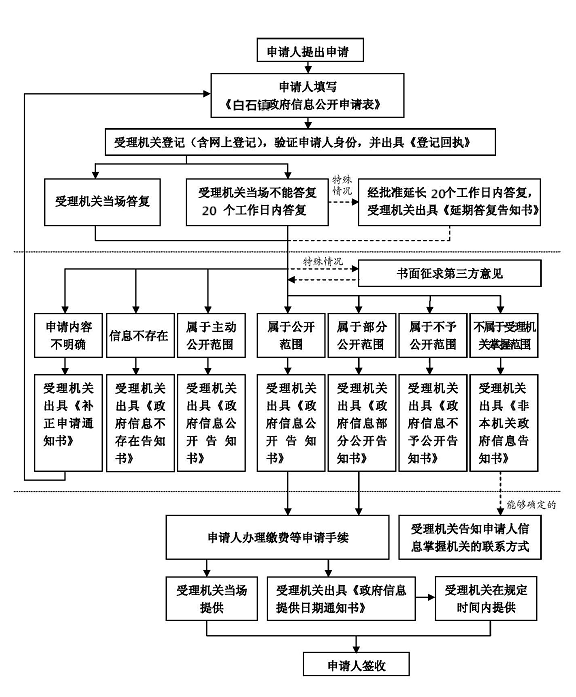 申请人提出申请
申请人填写
《白石镇政府信息公开申请表》
受理机关登记（含网上登记），验证申请人身份，并出具《登记回执》
受理机关当场答复
受理机关当场不能答复
20 个工作日内答复
特殊
情况
经批准延长 20个工作日内答复，
受理机关出具《延期答复告知书》
特殊情况
书面征求第三方意见
申请内容
不明确
信息不存在
属于主动
公开范围
属于公开
范围
属于部分
公开范围
属于不予
公开范围
不属于受理机
关掌握范围
受理机关
出具《补
正申请通
知书》
受理机关
出具《政
府信息不
存在告知
书》
受理机关
出具《政
府信息公
开告知
书》
受理机关
出具《政
府信息公
开告知
书》
受理机关
出具《政
府信息部
分公开告
知书》
受理机关
出具《政
府信息不
予公开告
知书》
受理机关
出具《非
本机关政
府信息告
知书》
能够确定的
申请人办理缴费等申请手续
受理机关告知申请人信
息掌握机关的联系方式
受理机关当场
提供
受理机关出具《政府信息
提供日期通知书》
受理机关在规定
时间内提供
申请人签收